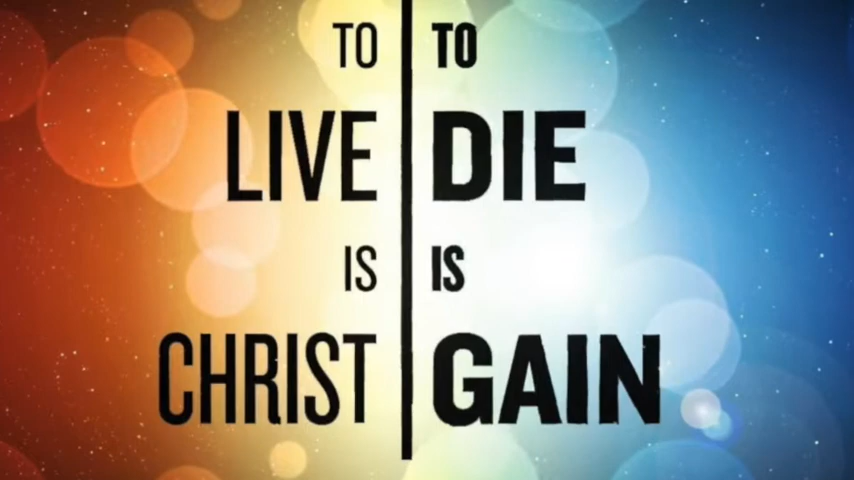 TO
LIVE
IS
CHRIST
TO
DIE
IS
GAIN